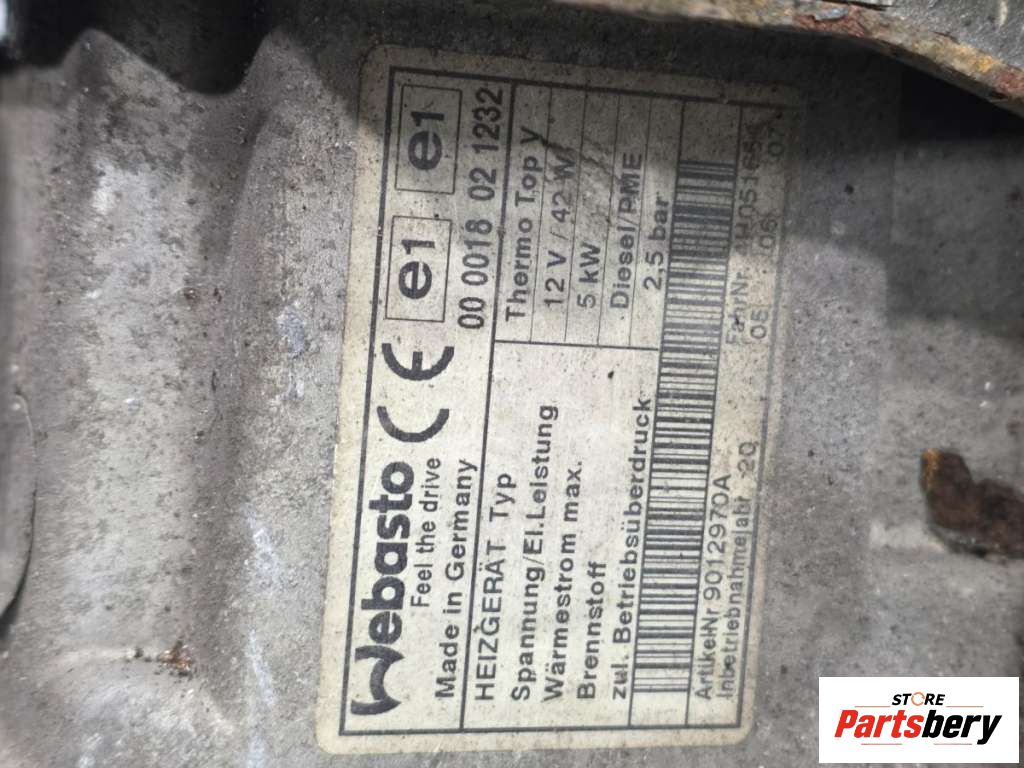 Webasto
Feel the drive
Made in Germany
e1 e1
00 0018 02 1232
HEIZGERÄT Typ Thermo Top V
Spannung/El.Leistung 12 V / 42 W
Wärmestrom max. 5 kW
Brennstoff Diesel/PME
zul. Betriebsüberdruck 2,5 bar
ArtikelNr 9012970A FabrNr.
Inbetriebnahmejahr 20 05 06 07
STORE
Partsbery